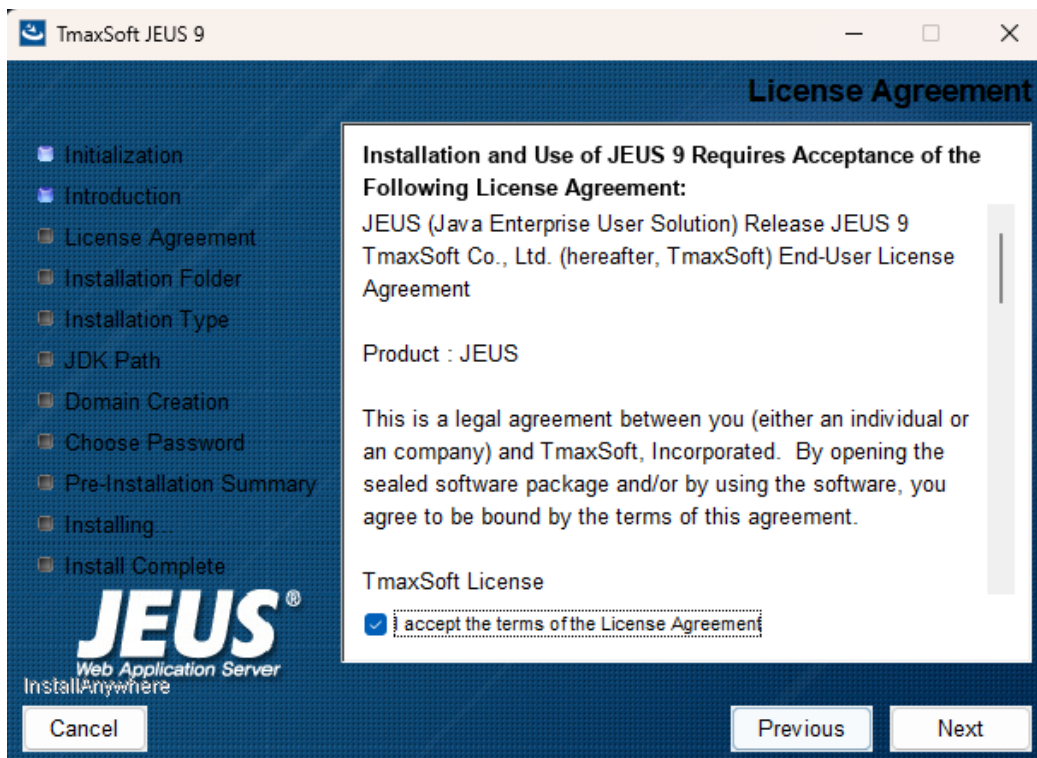 TmaxSoft JEUS 9
License Agreement
Initialization
Introduction
License Agreement
Installation Folder
Installation Type
JDK Path
Domain Creation
Choose Password
Pre-Installation Summary
Installing...
Install Complete
JEUS®
Web Application Server
InstallAnywhere
Installation and Use of JEUS 9 Requires Acceptance of the
Following License Agreement:
JEUS (Java Enterprise User Solution) Release JEUS 9
TmaxSoft Co., Ltd. (hereafter, TmaxSoft) End-User License
Agreement
Product : JEUS
This is a legal agreement between you (either an individual or
an company) and TmaxSoft, Incorporated.  By opening the
sealed software package and/or by using the software, you
agree to be bound by the terms of this agreement.
TmaxSoft License
I accept the terms of the License Agreement
Cancel
Previous
Next